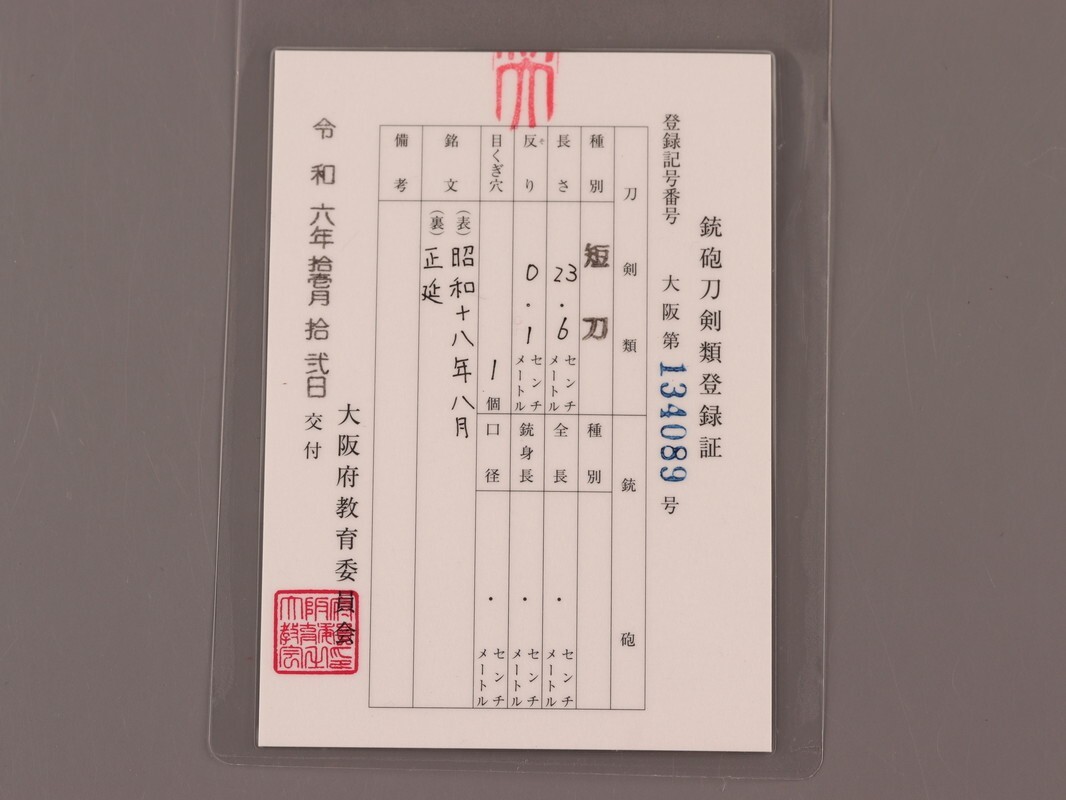 銃砲刀剣類登録証
登録記号番号 大阪第 134089 号
刀剣類
銃砲
種別 短刀
長さ 23.6 センチメートル
反り そ 0.1 センチメートル
目くぎ穴 1個
種別
全長 ・ センチメートル
銃身長 ・ センチメートル
口径 ・ センチメートル
銘文 (表) 昭和十八年八月
(裏) 正延
備考
令和六年拾壱月拾弐日交付
大阪府教育委員会